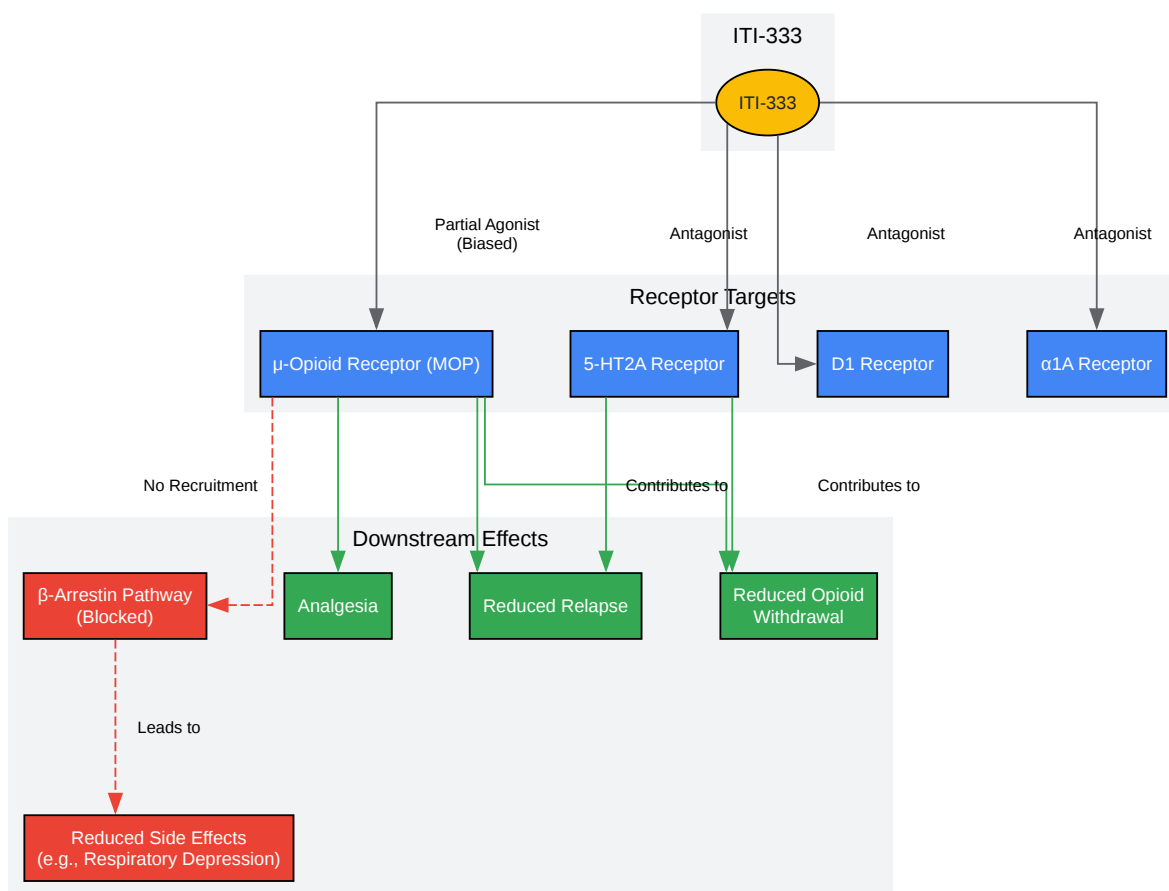 ITI-333
ITI-333
Partial Agonist
(Biased)
Antagonist
Antagonist
Antagonist
Receptor Targets
μ-Opioid Receptor (MOP)
5-HT2A Receptor
D1 Receptor
α1A Receptor
No Recruitment
Contributes to
Contributes to
Downstream Effects
β-Arrestin Pathway
(Blocked)
Analgesia
Reduced Relapse
Reduced Opioid
Withdrawal
Leads to
Reduced Side Effects
(e.g., Respiratory Depression)